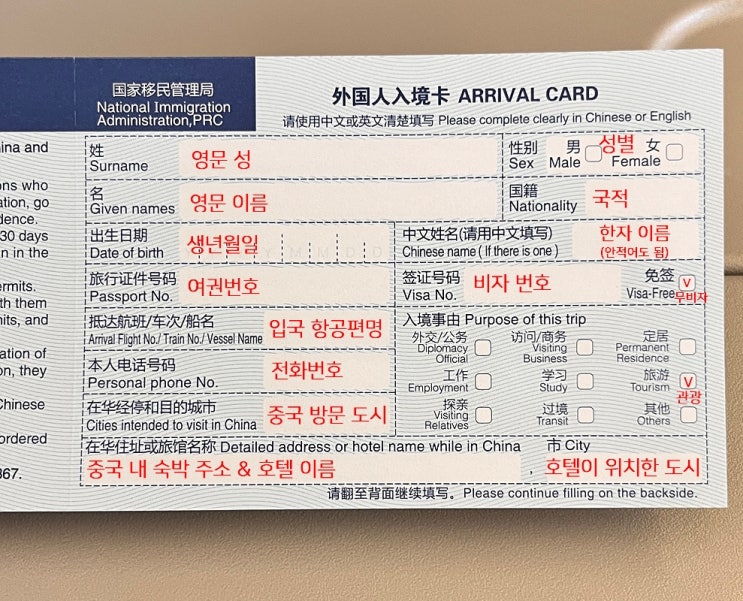 国家移民管理局
National Immigration
Administration,PRC
外国人入境卡 ARRIVAL CARD
请使用中文或英文清楚填写 Please complete clearly in Chinese or English
姓
Surname
영문 성
性别
Sex
男
Male
성별
女
Female
名
Given names
영문 이름
国籍
Nationality
국적
出生日期
Date of birth
생년월일
M D D
中文姓名(请用中文填写)
Chinese name ( If there is one )
한자 이름
(안적어도 됨)
旅行证件号码
Passport No.
여권번호
签证号码
Visa No.
비자 번호
免签
Visa-Free
V
무비자
抵达航班/车次/船名
Arrival Flight No./ Train No./ Vessel Name
입국 항공편명
入境事由 Purpose of this trip
外交/公务
Diplomacy
Official
访问/商务
Visiting
Business
定居
Permanent
Residence
本人电话号码
Personal phone No.
전화번호
工作
Employment
学习
Study
旅游
Tourism
V
관광
在华经停和目的城市
Cities intended to visit in China
중국 방문 도시
探亲
Visiting
Relatives
过境
Transit
其他
Others
在华住址或旅馆名称 Detailed address or hotel name while in China
중국 내 숙박 주소 & 호텔 이름
,
市 City
호텔이 위치한 도시
请翻至背面继续填写。Please continue filling on the backside.
ina and
ons who
ation, go
dence.
30 days
n in the
ermits.
th them
nits, and
ation of
on, they
Chinese
ordered
367.